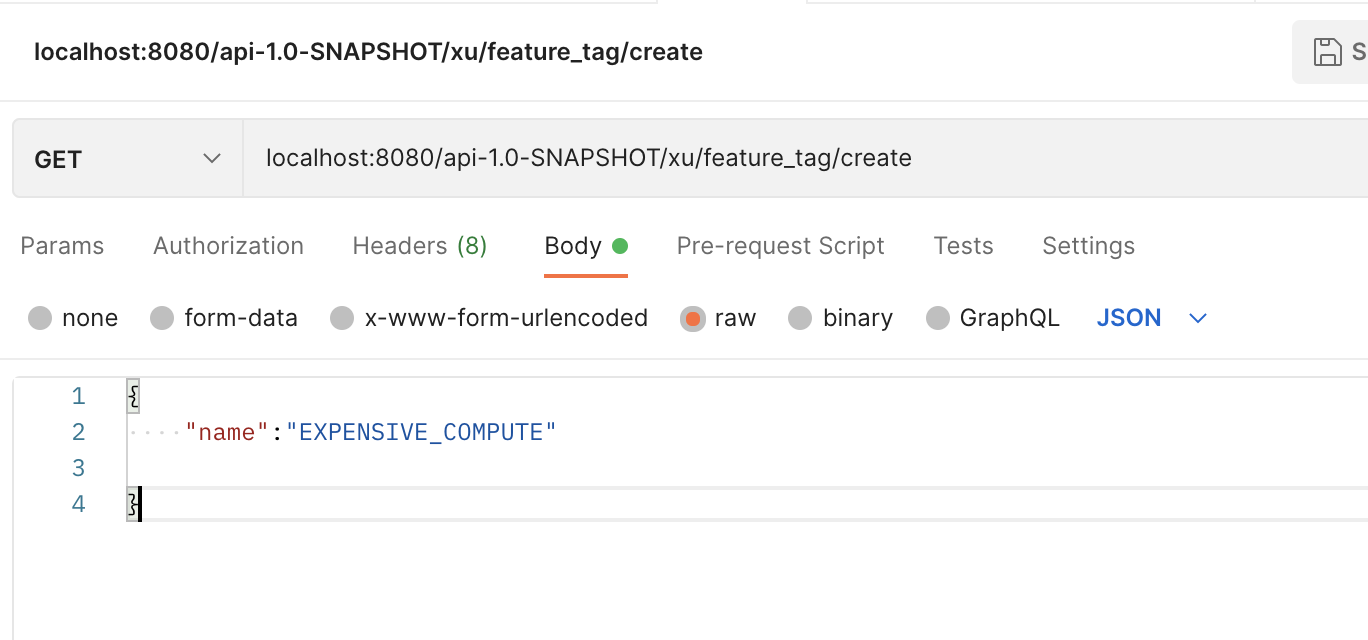 localhost:8080/api-1.0-SNAPSHOT/xu/feature_tag/create
GET localhost:8080/api-1.0-SNAPSHOT/xu/feature_tag/create
Params Authorization Headers (8) Body Pre-request Script Tests Settings
none form-data x-www-form-urlencoded raw binary GraphQL JSON
1 {
2 "name":"EXPENSIVE_COMPUTE"
3
4 }